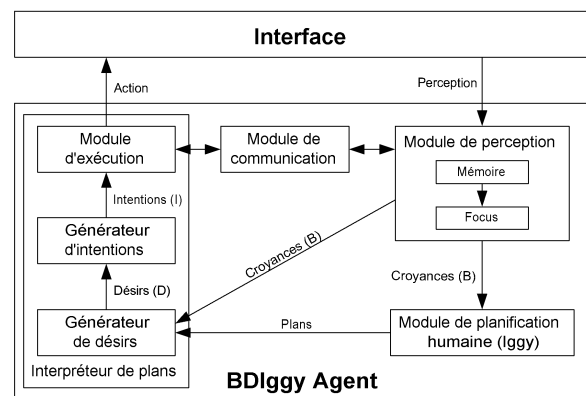 Interface
Action
Perception
Module
d'exécution
Module de
communication
Module de perception
Mémoire
Focus
Intentions (I)
Générateur
d'intentions
Croyances (B)
Croyances (B)
Désirs (D)
Générateur
de désirs
Plans
Module de planification
humaine (Iggy)
Interpréteur de plans
BDIggy Agent